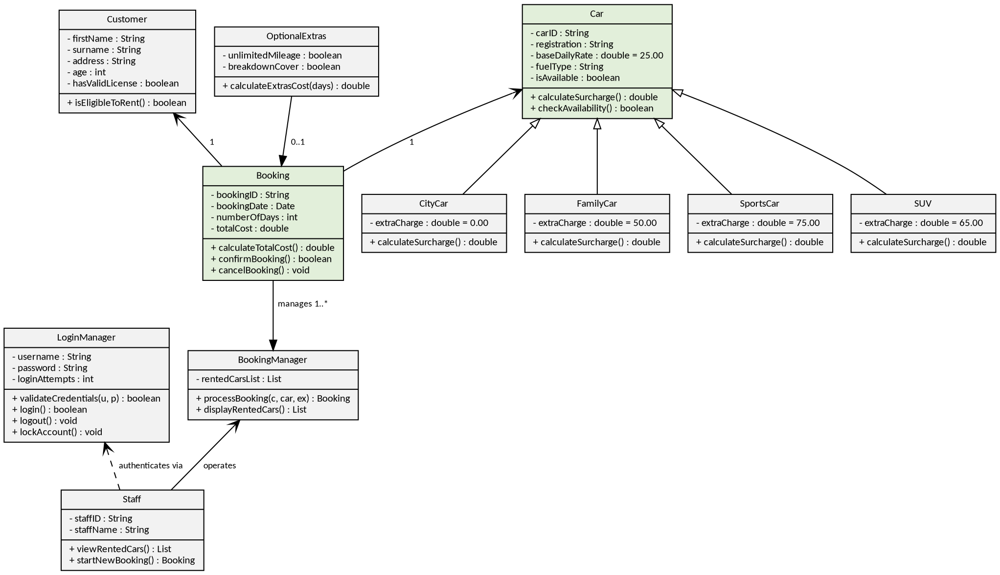 Customer
- firstName : String
- surname : String
- address : String
- age : int
- hasValidLicense : boolean
+ isEligibleToRent() : boolean
OptionalExtras
- unlimitedMileage : boolean
- breakdownCover : boolean
+ calculateExtrasCost(days) : double
Car
- carID : String
- registration : String
- baseDailyRate : double = 25.00
- fuelType : String
- isAvailable : boolean
+ calculateSurcharge() : double
+ checkAvailability() : boolean
1
0..1
1
Booking
- bookingID : String
- bookingDate : Date
- numberOfDays : int
- totalCost : double
+ calculateTotalCost() : double
+ confirmBooking() : boolean
+ cancelBooking() : void
CityCar
- extraCharge : double = 0.00
+ calculateSurcharge() : double
FamilyCar
- extraCharge : double = 50.00
+ calculateSurcharge() : double
SportsCar
- extraCharge : double = 75.00
+ calculateSurcharge() : double
SUV
- extraCharge : double = 65.00
+ calculateSurcharge() : double
manages 1..*
LoginManager
- username : String
- password : String
- loginAttempts : int
+ validateCredentials(u, p) : boolean
+ login() : boolean
+ logout() : void
+ lockAccount() : void
BookingManager
- rentedCarsList : List
+ processBooking(c, car, ex) : Booking
+ displayRentedCars() : List
authenticates via
operates
Staff
- staffID : String
- staffName : String
+ viewRentedCars() : List
+ startNewBooking() : Booking